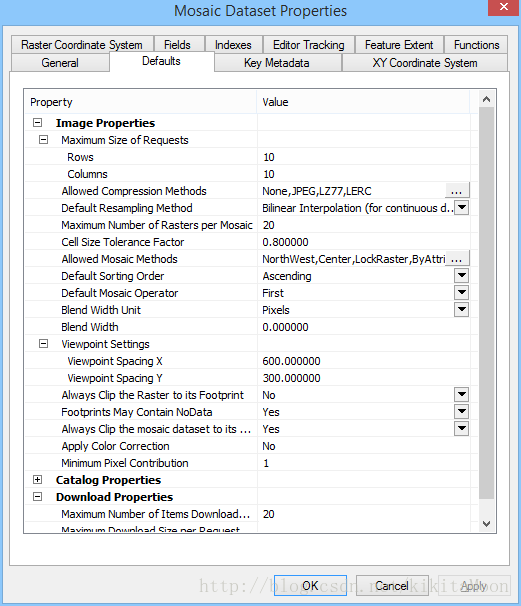 Mosaic Dataset Properties
Raster Coordinate System Fields Indexes Editor Tracking Feature Extent Functions
General Defaults Key Metadata XY Coordinate System
Property Value
Image Properties
Maximum Size of Requests
Rows 10
Columns 10
Allowed Compression Methods None,JPEG,LZ77,LERC ...
Default Resampling Method Bilinear Interpolation (for continuous d...
Maximum Number of Rasters per Mosaic 20
Cell Size Tolerance Factor 0.800000
Allowed Mosaic Methods NorthWest,Center,LockRaster,ByAttri ...
Default Sorting Order Ascending
Default Mosaic Operator First
Blend Width Unit Pixels
Blend Width 0.000000
Viewpoint Settings
Viewpoint Spacing X 600.000000
Viewpoint Spacing Y 300.000000
Always Clip the Raster to its Footprint No
Footprints May Contain NoData Yes
Always Clip the mosaic dataset to its ... Yes
Apply Color Correction No
Minimum Pixel Contribution 1
Catalog Properties
Download Properties
Maximum Number of Items Download... 20
Maximum Download Size per Request
OK Cancel Apply